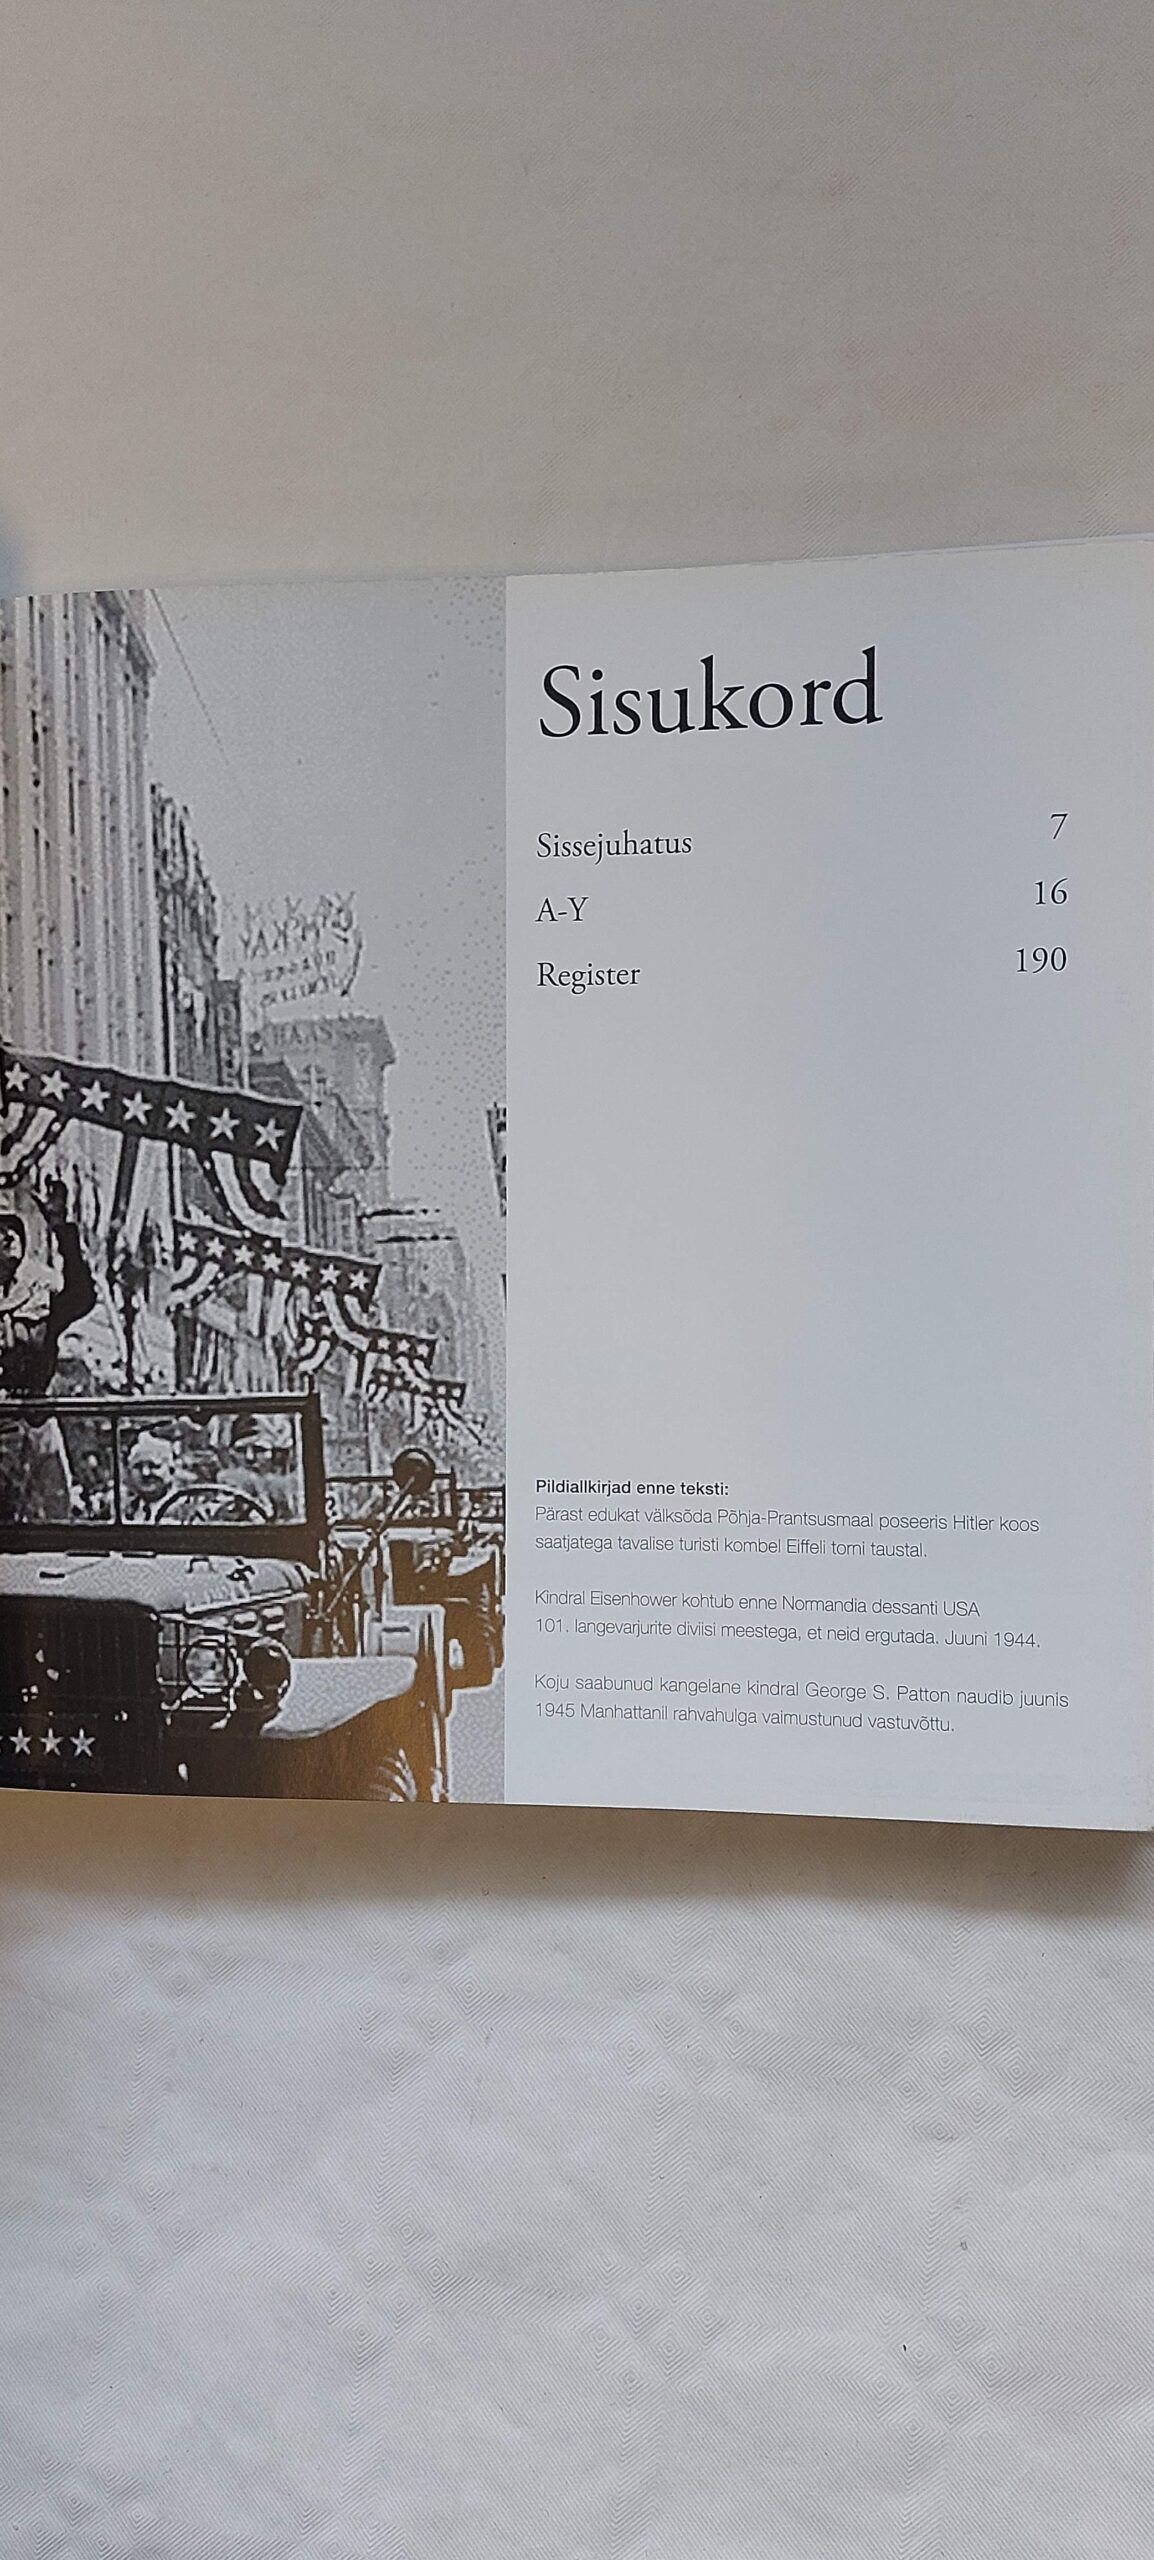 Sisukord
Sissejuhatus 7
A-Y 16
Register 190
Pildiallkirjad enne teksti:
Pärast edukat välksõda Põhja-Prantsusmaal poseeris Hitler koos
saatjatega tavalise turisti kombel Eiffeli torni taustal.
Kindral Eisenhower kohtub enne Normandia dessanti USA
101. langevarjurite diviisi meestega, et neid ergutada. Juuni 1944.
Koju saabunud kangelane kindral George S. Patton naudib juunis
1945 Manhattanil rahvahulga vaimustunud vastuvõttu.